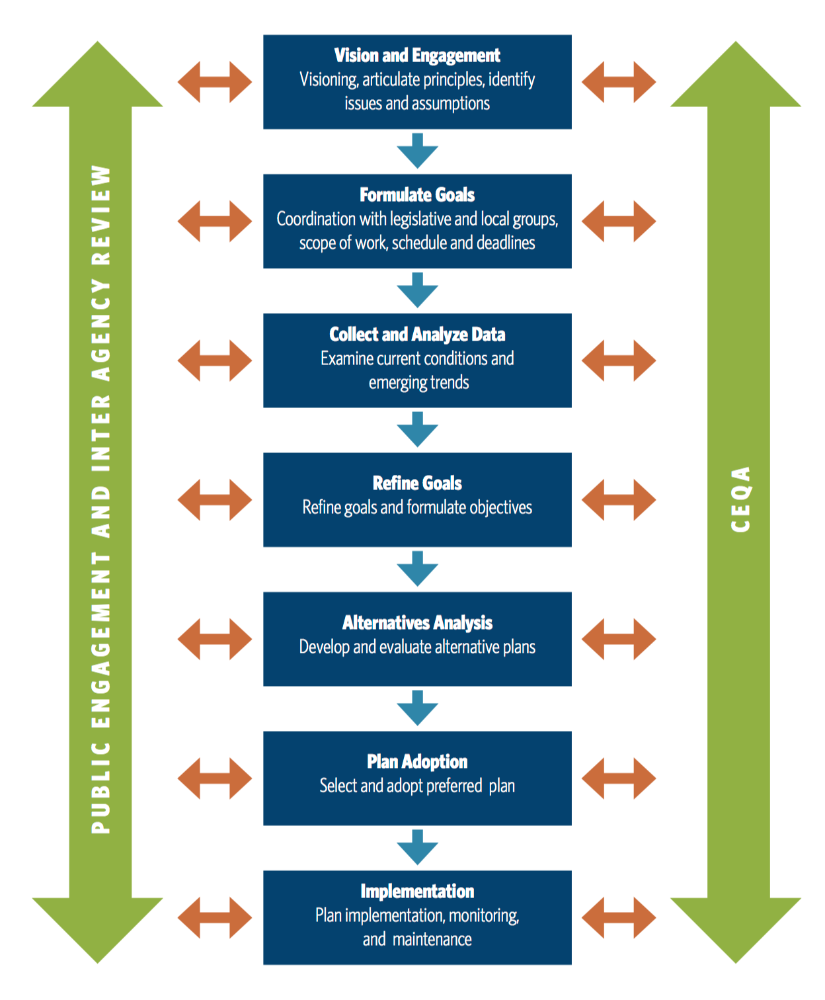 PUBLIC ENGAGEMENT AND INTER AGENCY REVIEW
Vision and Engagement
Visioning, articulate principles, identify
issues and assumptions
Formulate Goals
Coordination with legislative and local groups,
scope of work, schedule and deadlines
Collect and Analyze Data
Examine current conditions and
emerging trends
Refine Goals
Refine goals and formulate objectives
Alternatives Analysis
Develop and evaluate alternative plans
Plan Adoption
Select and adopt preferred plan
Implementation
Plan implementation, monitoring,
and maintenance
CEQA